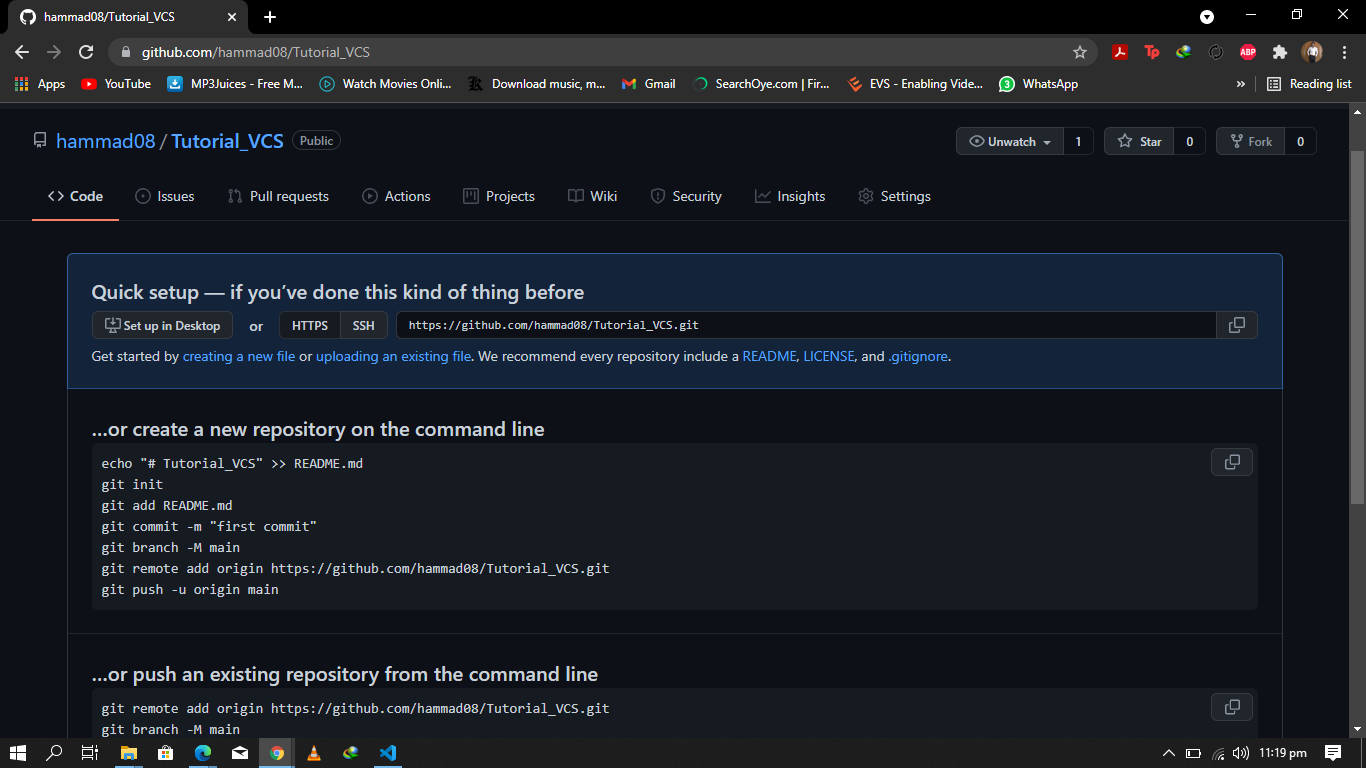 hammad08/Tutorial_VCS
github.com/hammad08/Tutorial_VCS
Tp
ABP
Apps
YouTube
MP3Juices - Free M...
Watch Movies Onli...
Download music, m...
Gmail
SearchOye.com | Fir...
EVS - Enabling Vide...
WhatsApp
»
Reading list
hammad08 / Tutorial_VCS Public
Unwatch 1
Star 0
Fork 0
Code
Issues
Pull requests
Actions
Projects
Wiki
Security
Insights
Settings
Quick setup — if you’ve done this kind of thing before
Set up in Desktop or HTTPS SSH https://github.com/hammad08/Tutorial_VCS.git
Get started by creating a new file or uploading an existing file. We recommend every repository include a README, LICENSE, and .gitignore.
…or create a new repository on the command line
echo "# Tutorial_VCS" >> README.md
git init
git add README.md
git commit -m "first commit"
git branch -M main
git remote add origin https://github.com/hammad08/Tutorial_VCS.git
git push -u origin main
…or push an existing repository from the command line
git remote add origin https://github.com/hammad08/Tutorial_VCS.git
git branch -M main
11:19 pm